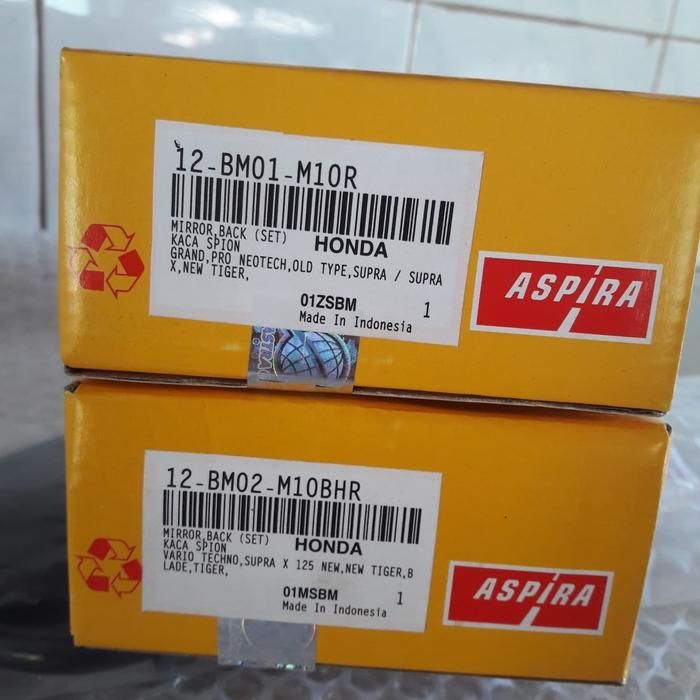 12-BM01-M10R
MIRROR,BACK (SET)
KACA SPION
HONDA
GRAND,PRO NEOTECH,OLD TYPE,SUPRA / SUPRA
X,NEW TIGER,
01ZSBM
1
Made In Indonesia
ASPIRA
12-BM02-M10BHR
MIRROR,BACK (SET)
KACA SPION
HONDA
VARIO TECHNO,SUPRA X 125 NEW,NEW TIGER,B
LADE,TIGER,
01MSBM
1
Made In Indonesia
ASPIRA